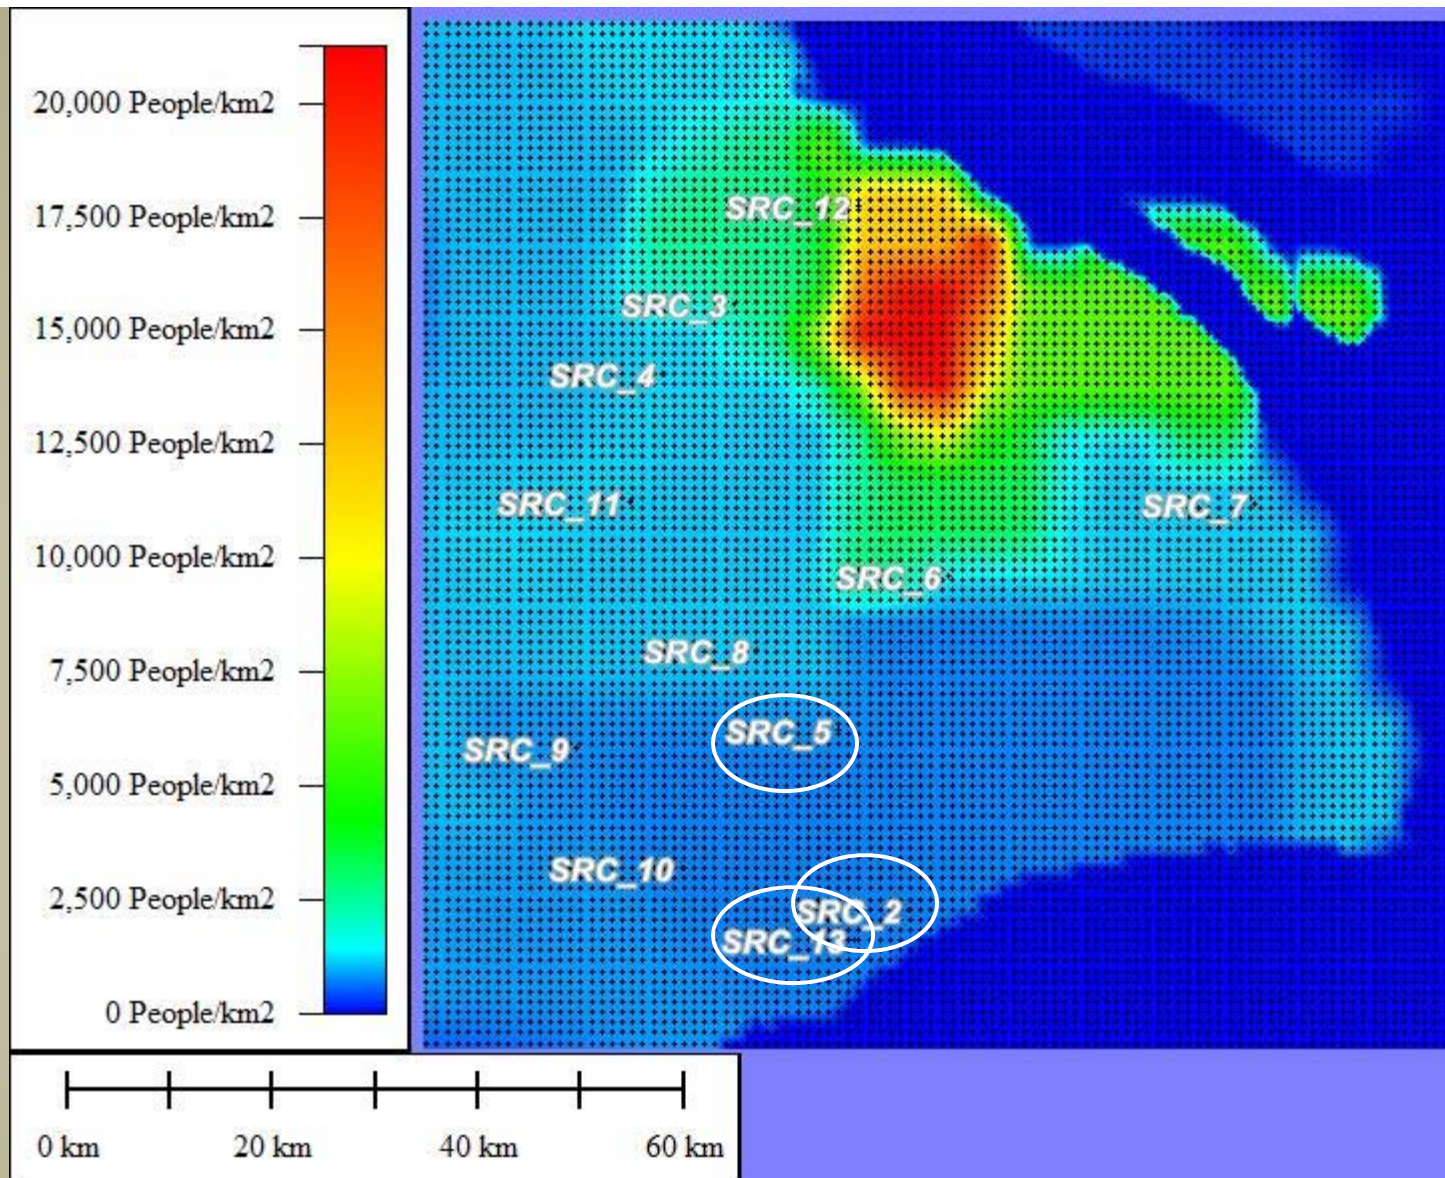 20,000 People/km2
17,500 People/km2
15,000 People/km2
12,500 People/km2
10,000 People/km2
7,500 People/km2
5,000 People/km2
2,500 People/km2
0 People/km2
SRC_12
SRC_3
SRC_4
SRC_11
SRC_7
SRC_6
SRC_8
SRC_5
SRC_9
SRC_10
SRC_2
SRC_13
0 km
20 km
40 km
60 km